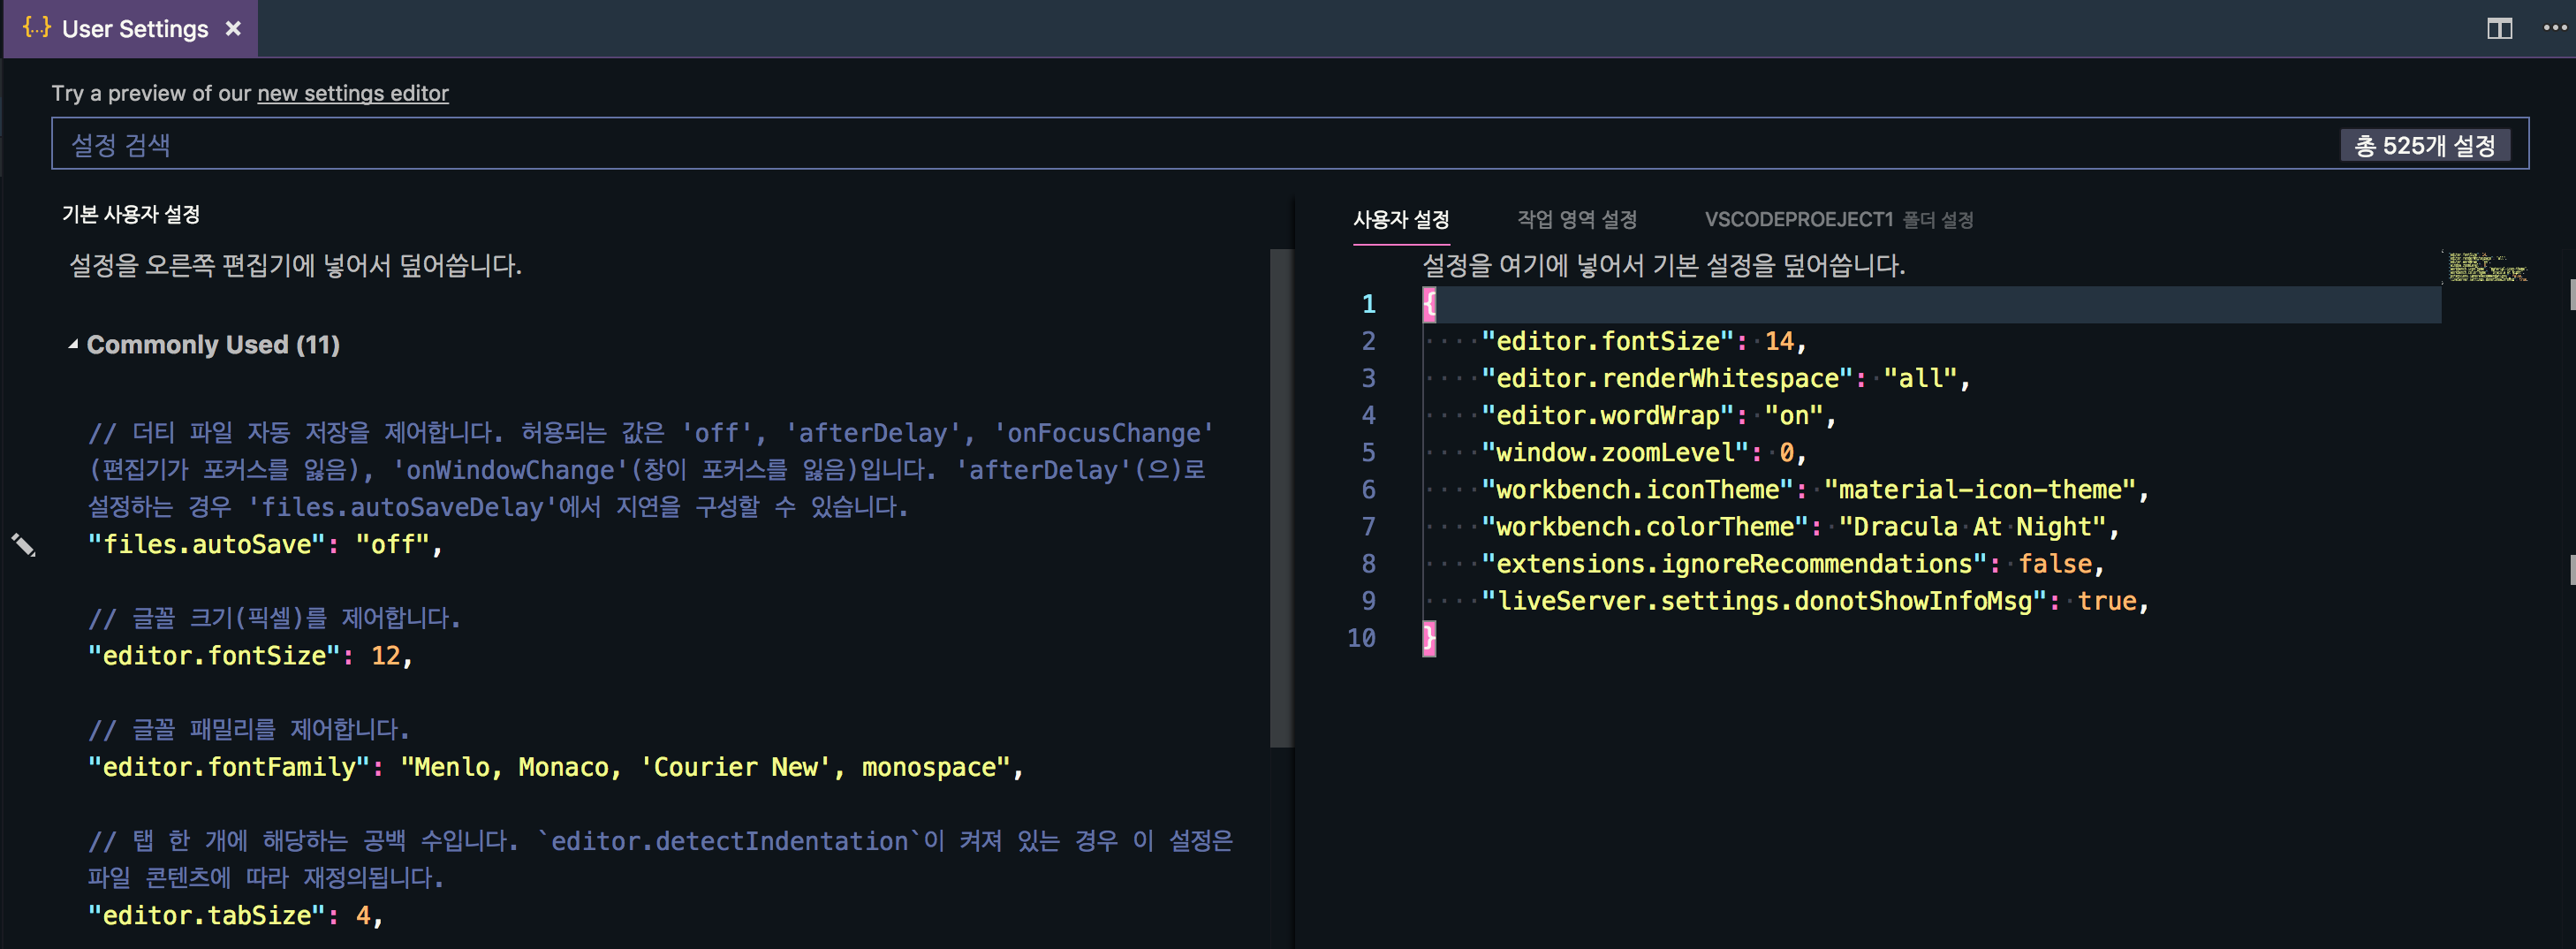 {..} User Settings ×
Try a preview of our new settings editor
설정 검색
총 525개 설정
기본 사용자 설정
설정을 오른쪽 편집기에 넣어서 덮어씁니다.
Commonly Used (11)
// 더티 파일 자동 저장을 제어합니다. 허용되는 값은 'off', 'afterDelay', 'onFocusChange'
(편집기가 포커스를 잃음), 'onWindowChange'(창이 포커스를 잃음)입니다. 'afterDelay'(으)로
설정하는 경우 'files.autoSaveDelay'에서 지연을 구성할 수 있습니다.
"files.autoSave": "off",
// 글꼴 크기(픽셀)를 제어합니다.
"editor.fontSize": 12,
// 글꼴 패밀리를 제어합니다.
"editor.fontFamily": "Menlo, Monaco, 'Courier New', monospace",
// 탭 한 개에 해당하는 공백 수입니다. `editor.detectIndentation`이 켜져 있는 경우 이 설정은
파일 콘텐츠에 따라 재정의됩니다.
"editor.tabSize": 4,
사용자 설정 작업 영역 설정 VSCODEPROEJECT1 폴더 설정
설정을 여기에 넣어서 기본 설정을 덮어씁니다.
1 {
2 "editor.fontSize": 14,
3 "editor.renderWhitespace": "all",
4 "editor.wordWrap": "on",
5 "window.zoomLevel": 0,
6 "workbench.iconTheme": "material-icon-theme",
7 "workbench.colorTheme": "Dracula At Night",
8 "extensions.ignoreRecommendations": false,
9 "liveServer.settings.donotShowInfoMsg": true,
10 }